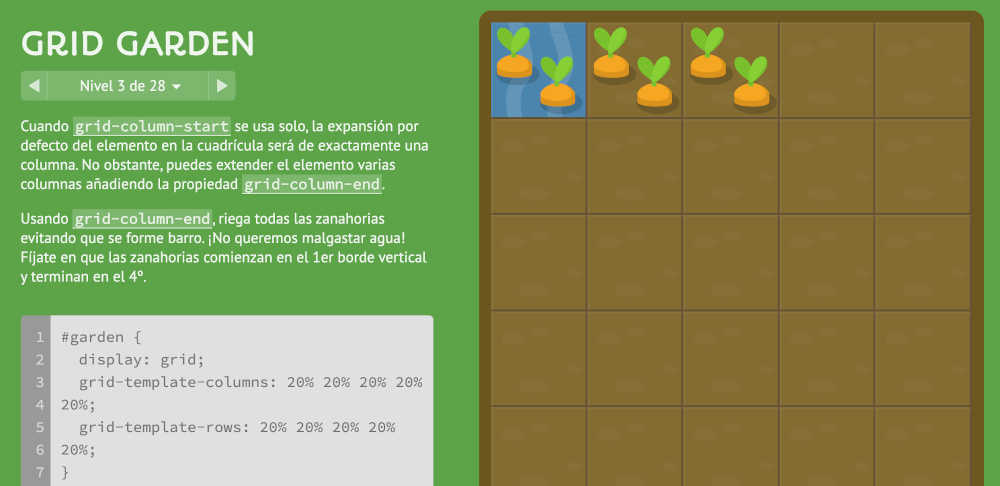 GRID GARDEN
Nivel 3 de 28
Cuando grid-column-start se usa solo, la expansión por
defecto del elemento en la cuadrícula será de exactamente una
columna. No obstante, puedes extender el elemento varias
columnas añadiendo la propiedad grid-column-end.
Usando grid-column-end, riega todas las zanahorias
evitando que se forme barro. ¡No queremos malgastar agua!
Fíjate en que las zanahorias comienzan en el 1er borde vertical
y terminan en el 4º.
1 #garden {
2 display: grid;
3 grid-template-columns: 20% 20% 20% 20%
4 20%;
5 grid-template-rows: 20% 20% 20% 20%
6 20%;
7 }